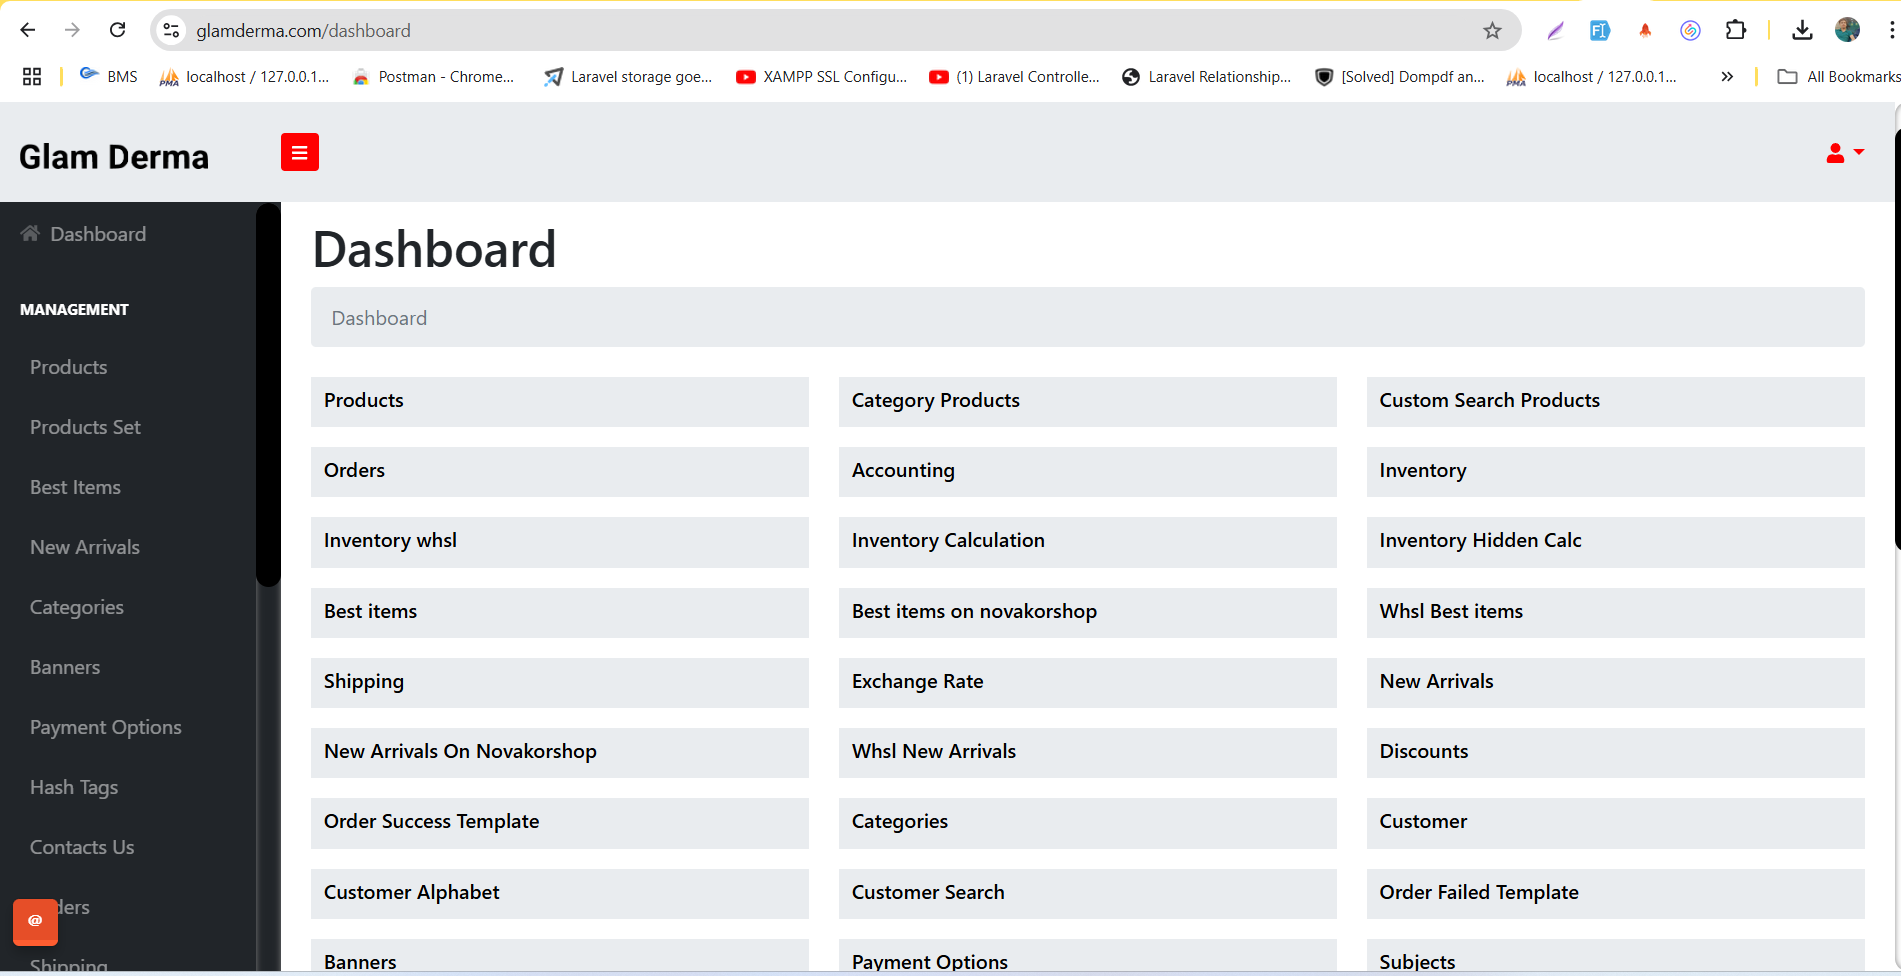 glamderma.com/dashboard
BMS
localhost / 127.0.0.1...
Postman - Chrome...
Laravel storage goe...
XAMPP SSL Configu...
(1) Laravel Controlle...
Laravel Relationship...
[Solved] Dompdf an...
localhost / 127.0.0.1...
All Bookmarks
Glam Derma
Dashboard
MANAGEMENT
Products
Products Set
Best Items
New Arrivals
Categories
Banners
Payment Options
Hash Tags
Contacts Us
ders
Shipping
Dashboard
Dashboard
Products
Category Products
Custom Search Products
Orders
Accounting
Inventory
Inventory whsl
Inventory Calculation
Inventory Hidden Calc
Best items
Best items on novakorshop
Whsl Best items
Shipping
Exchange Rate
New Arrivals
New Arrivals On Novakorshop
Whsl New Arrivals
Discounts
Order Success Template
Categories
Customer
Customer Alphabet
Customer Search
Order Failed Template
Banners
Payment Options
Subjects